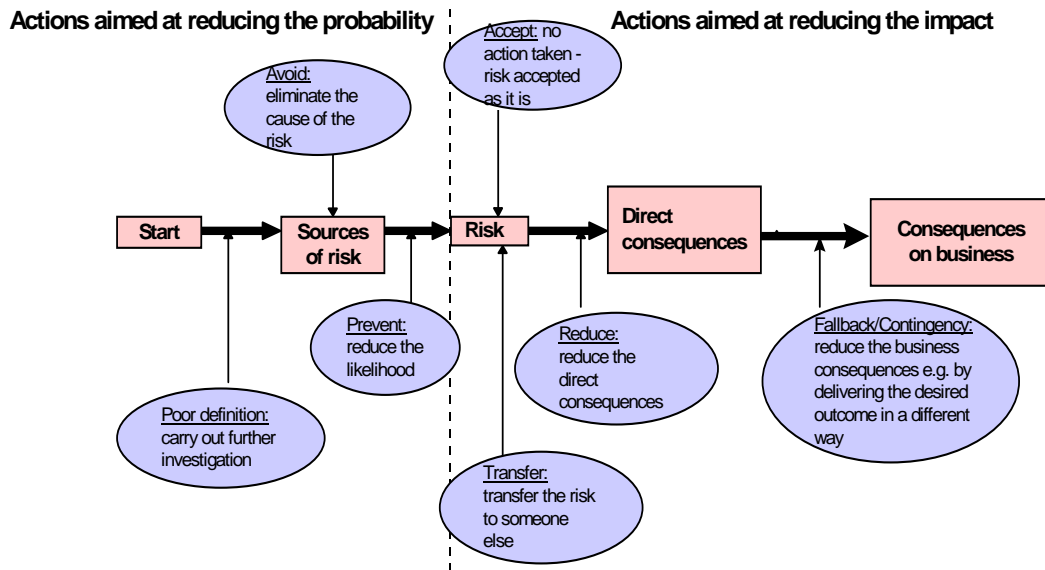 Actions aimed at reducing the probability
Actions aimed at reducing the impact
Accept: no
action taken -
risk accepted
as it is
Avoid:
eliminate the
cause of the
risk
Start
Sources
of risk
Risk
Direct
consequences
Consequences
on business
Prevent:
reduce the
likelihood
Reduce:
reduce the
direct
consequences
Fallback/Contingency:
reduce the business
consequences e.g. by
delivering the desired
outcome in a different
way
Poor definition:
carry out further
investigation
Transfer:
transfer the risk
to someone
else